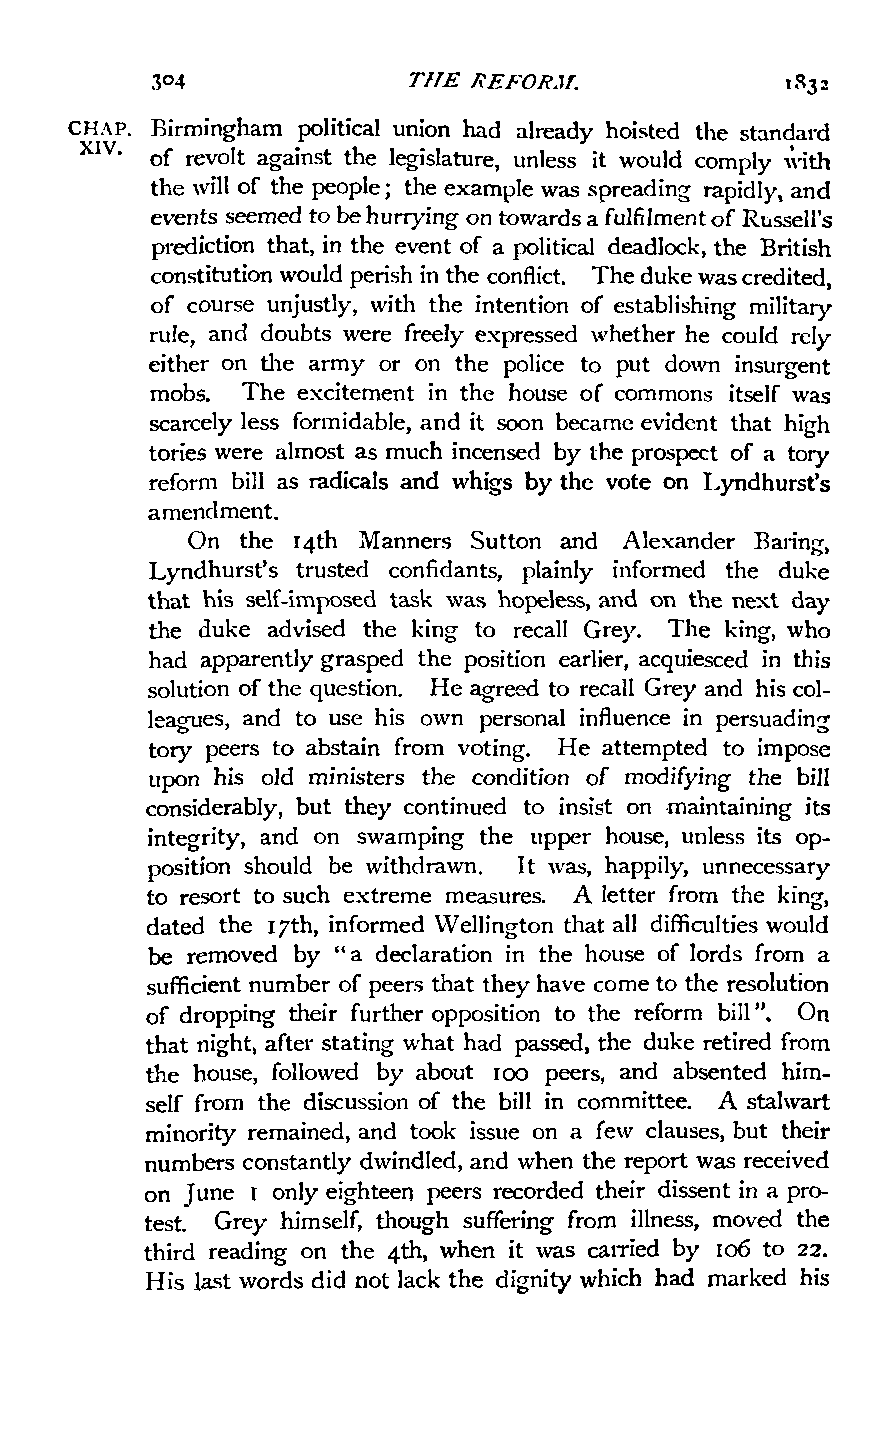 304 THE REFORM. 1832
CHAP. XIV.
Birmingham political union had already hoisted the standard
of revolt against the legislature, unless it would comply with
the will of the people; the example was spreading rapidly, and
events seemed to be hurrying on towards a fulfilment of Russell's
prediction that, in the event of a political deadlock, the British
constitution would perish in the conflict. The duke was credited,
of course unjustly, with the intention of establishing military
rule, and doubts were freely expressed whether he could rely
either on the army or on the police to put down insurgent
mobs. The excitement in the house of commons itself was
scarcely less formidable, and it soon became evident that high
tories were almost as much incensed by the prospect of a tory
reform bill as radicals and whigs by the vote on Lyndhurst's
amendment.
On the 14th Manners Sutton and Alexander Baring,
Lyndhurst's trusted confidants, plainly informed the duke
that his self-imposed task was hopeless, and on the next day
the duke advised the king to recall Grey. The king, who
had apparently grasped the position earlier, acquiesced in this
solution of the question. He agreed to recall Grey and his col-
leagues, and to use his own personal influence in persuading
tory peers to abstain from voting. He attempted to impose
upon his old ministers the condition of modifying the bill
considerably, but they continued to insist on maintaining its
integrity, and on swamping the upper house, unless its op-
position should be withdrawn. It was, happily, unnecessary
to resort to such extreme measures. A letter from the king,
dated the 17th, informed Wellington that all difficulties would
be removed by "a declaration in the house of lords from a
sufficient number of peers that they have come to the resolution
of dropping their further opposition to the reform bill". On
that night, after stating what had passed, the duke retired from
the house, followed by about 100 peers, and absented him-
self from the discussion of the bill in committee. A stalwart
minority remained, and took issue on a few clauses, but their
numbers constantly dwindled, and when the report was received
on June 1 only eighteen peers recorded their dissent in a pro-
test. Grey himself, though suffering from illness, moved the
third reading on the 4th, when it was carried by 106 to 22.
His last words did not lack the dignity which had marked his